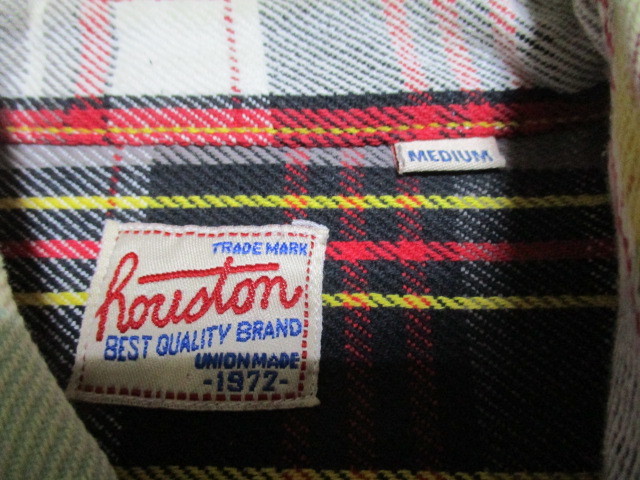 MEDIUM
TRADE MARK
houston
BEST QUALITY BRAND
UNION MADE
-1972-